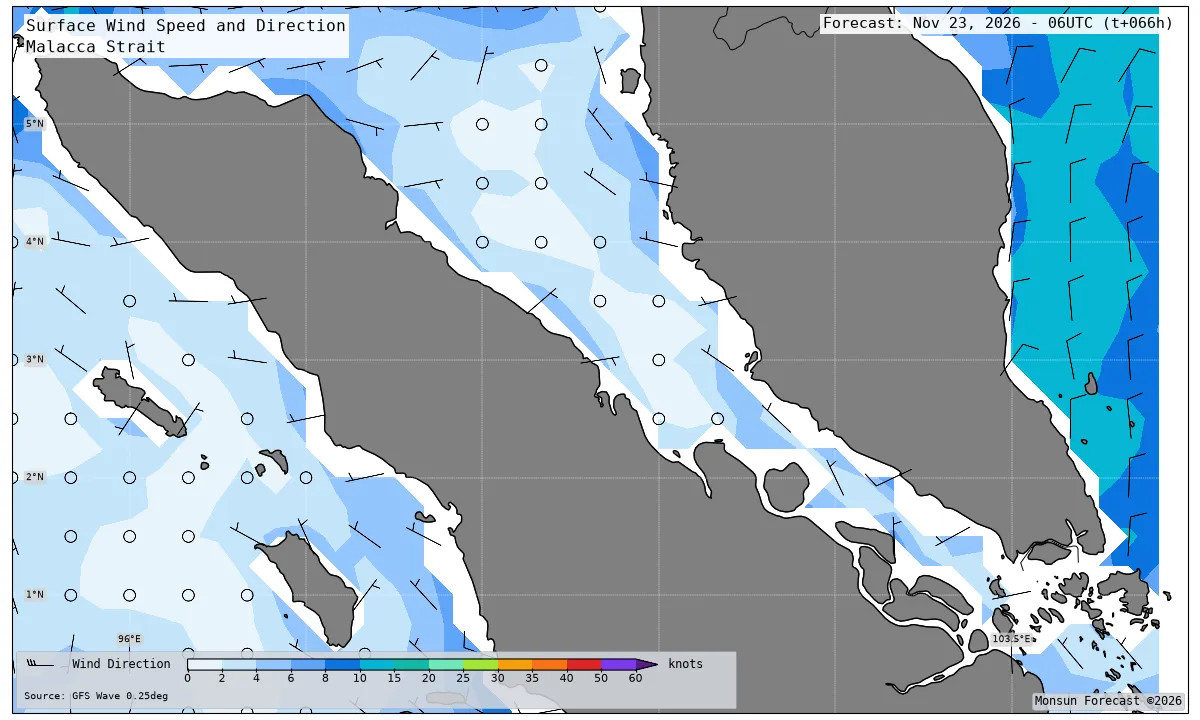 Surface Wind Speed and Direction
Malacca Strait
Forecast: Nov 23, 2026 - 06UTC (t+066h)
5°N
4°N
3°N
2°N
1°N
96°E
103.5°E
Wind Direction
0 2 4 6 8 10 15 20 25 30 35 40 50 60
knots
Source: GFS Wave 0.25deg
Monsun Forecast ©2026